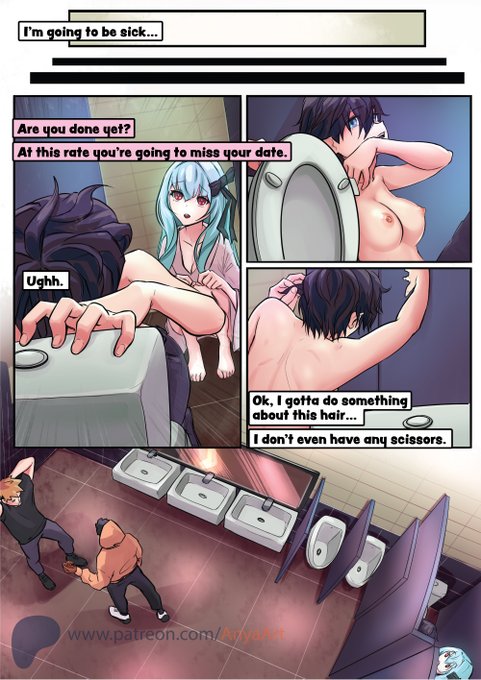 I'm going to be sick...
Are you done yet?
At this rate you're going to miss your date.
Ughh.
Ok, I gotta do something
about this hair...
I don't even have any scissors.
www.patreon.com/AnyaArt